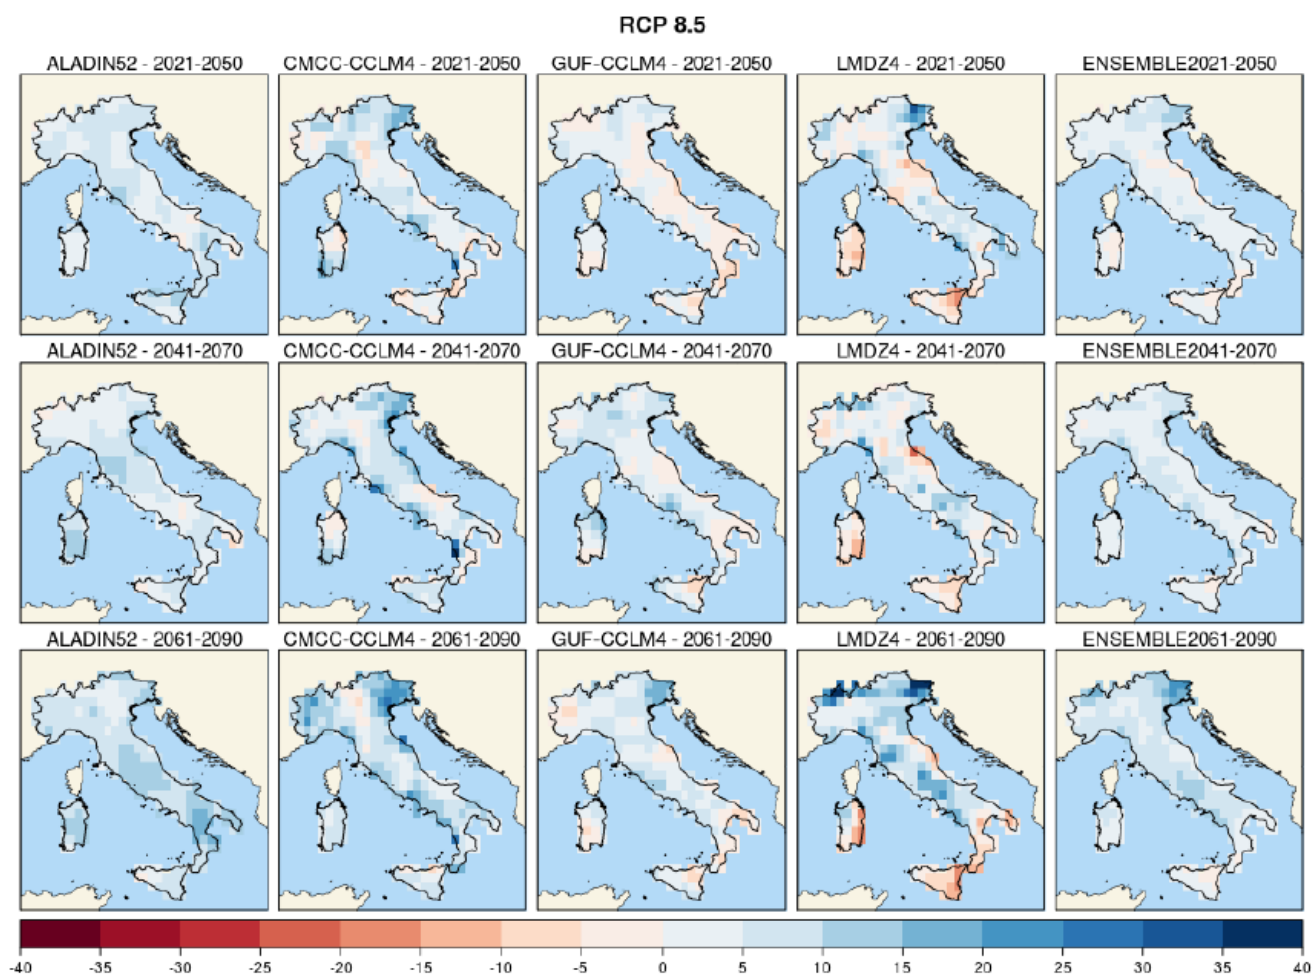 RCP 8.5
ALADIN52 - 2021-2050 CMCC-CCLM4 - 2021-2050 GUF-CCLM4 - 2021-2050 LMDZ4 - 2021-2050 ENSEMBLE2021-2050
ALADIN52 - 2041-2070 CMCC-CCLM4 - 2041-2070 GUF-CCLM4 - 2041-2070 LMDZ4 - 2041-2070 ENSEMBLE2041-2070
ALADIN52 - 2061-2090 CMCC-CCLM4 - 2061-2090 GUF-CCLM4 - 2061-2090 LMDZ4 - 2061-2090 ENSEMBLE2061-2090
-40 -35 -30 -25 -20 -15 -10 -5 0 5 10 15 20 25 30 35 40